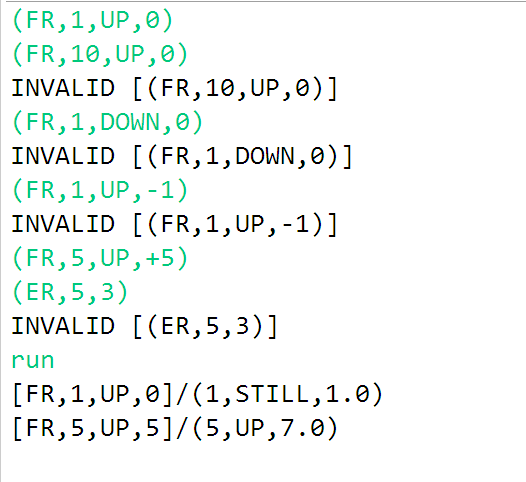 (FR,1,UP,0)
(FR,10,UP,0)
INVALID [(FR,10,UP,0)]
(FR,1,DOWN,0)
INVALID [(FR,1,DOWN,0)]
(FR,1,UP,-1)
INVALID [(FR,1,UP,-1)]
(FR,5,UP,+5)
(ER,5,3)
INVALID [(ER,5,3)]
run
[FR,1,UP,0]/(1,STILL,1.0)
[FR,5,UP,5]/(5,UP,7.0)